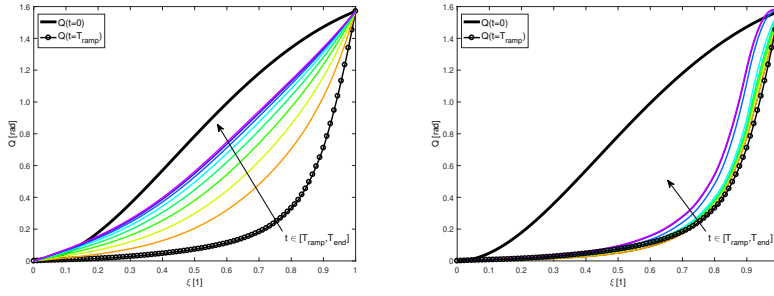 Q(t=0)
Q(t=T_ramp)
1.6
1.4
1.2
1
0.8
0.6
0.4
0.2
0
Q [rad]
t ∈ [T_ramp,T_end]
0 0.1 0.2 0.3 0.4 0.5 0.6 0.7 0.8 0.9 1
ξ [1]
Q(t=0)
Q(t=T_ramp)
1.6
1.4
1.2
1
0.8
0.6
0.4
0.2
0
Q [rad]
t ∈ [T_ramp,T_end]
0 0.1 0.2 0.3 0.4 0.5 0.6 0.7 0.8 0.9
ξ [1]